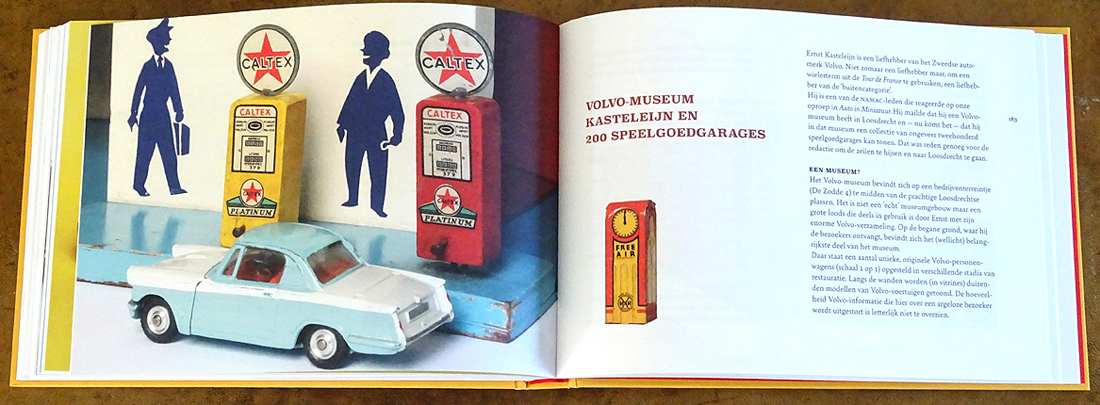 CALTEX
CALTEX
CALTEX
CALTEX
379
379
CALTEX
CALTEX
PLATINUM
PLATINUM
VOLVO-MUSEUM
KASTELEIJN EN
200 SPEELGOEDGARAGES
FREE
AIR
Ernst Kasteleijn is een liefhebber van het Zweedse auto-
merk Volvo. Niet zomaar een liefhebber maar, om een
wielerterm uit de Tour de France te gebruiken, een liefheb-
ber van de 'buitencategorie'.
Hij is een van de NAMAC-leden die reageerde op onze
oproep in Auto in Miniatuur. Hij mailde dat hij een Volvo-
museum heeft in Loosdrecht en – nu komt het – dat hij
in dat museum een collectie van ongeveer tweehonderd
speelgoedgarages kan tonen. Dat was reden genoeg voor de
redactie om de zeilen te hijsen en naar Loosdrecht te gaan.
183
EEN MUSEUM?
Het Volvo-museum bevindt zich op een bedrijventerreintje
(De Zodde 4) te midden van de prachtige Loosdrechtse
plassen. Het is niet een 'echt' museumgebouw maar een
grote loods die deels in gebruik is door Ernst met zijn
enorme Volvo-verzameling. Op de begane grond, waar hij
de bezoekers ontvangt, bevindt zich het (wellicht) belang-
rijkste deel van het museum.
Daar staat een aantal unieke, originele Volvo-personen-
wagens (schaal 1 op 1) opgesteld in verschillende stadia van
restauratie. Langs de wanden worden (in vitrines) duizen-
den modellen van Volvo-voertuigen getoond. De hoeveel-
heid Volvo-informatie die hier over een argeloze bezoeker
wordt uitgestort is letterlijk niet te overzien.